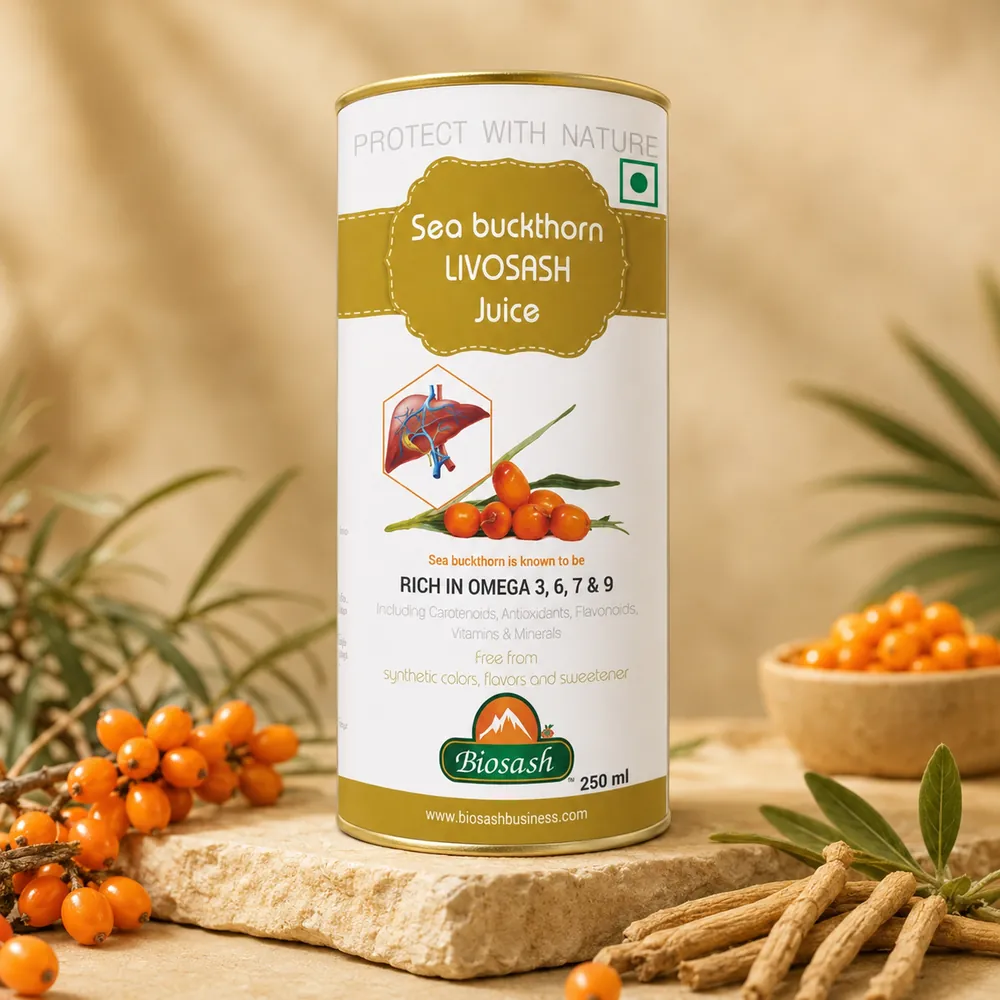 PROTECT WITH NATURE
Sea buckthorn
LIVOSASH
Juice
Sea buckthorn is known to be
RICH IN OMEGA 3, 6, 7 & 9
Including Carotenoids, Antioxidants, Flavonoids,
Vitamins & Minerals
Free from
synthetic colors, flavors and sweetener
Biosash
™
250 ml
www.biosashbusiness.com